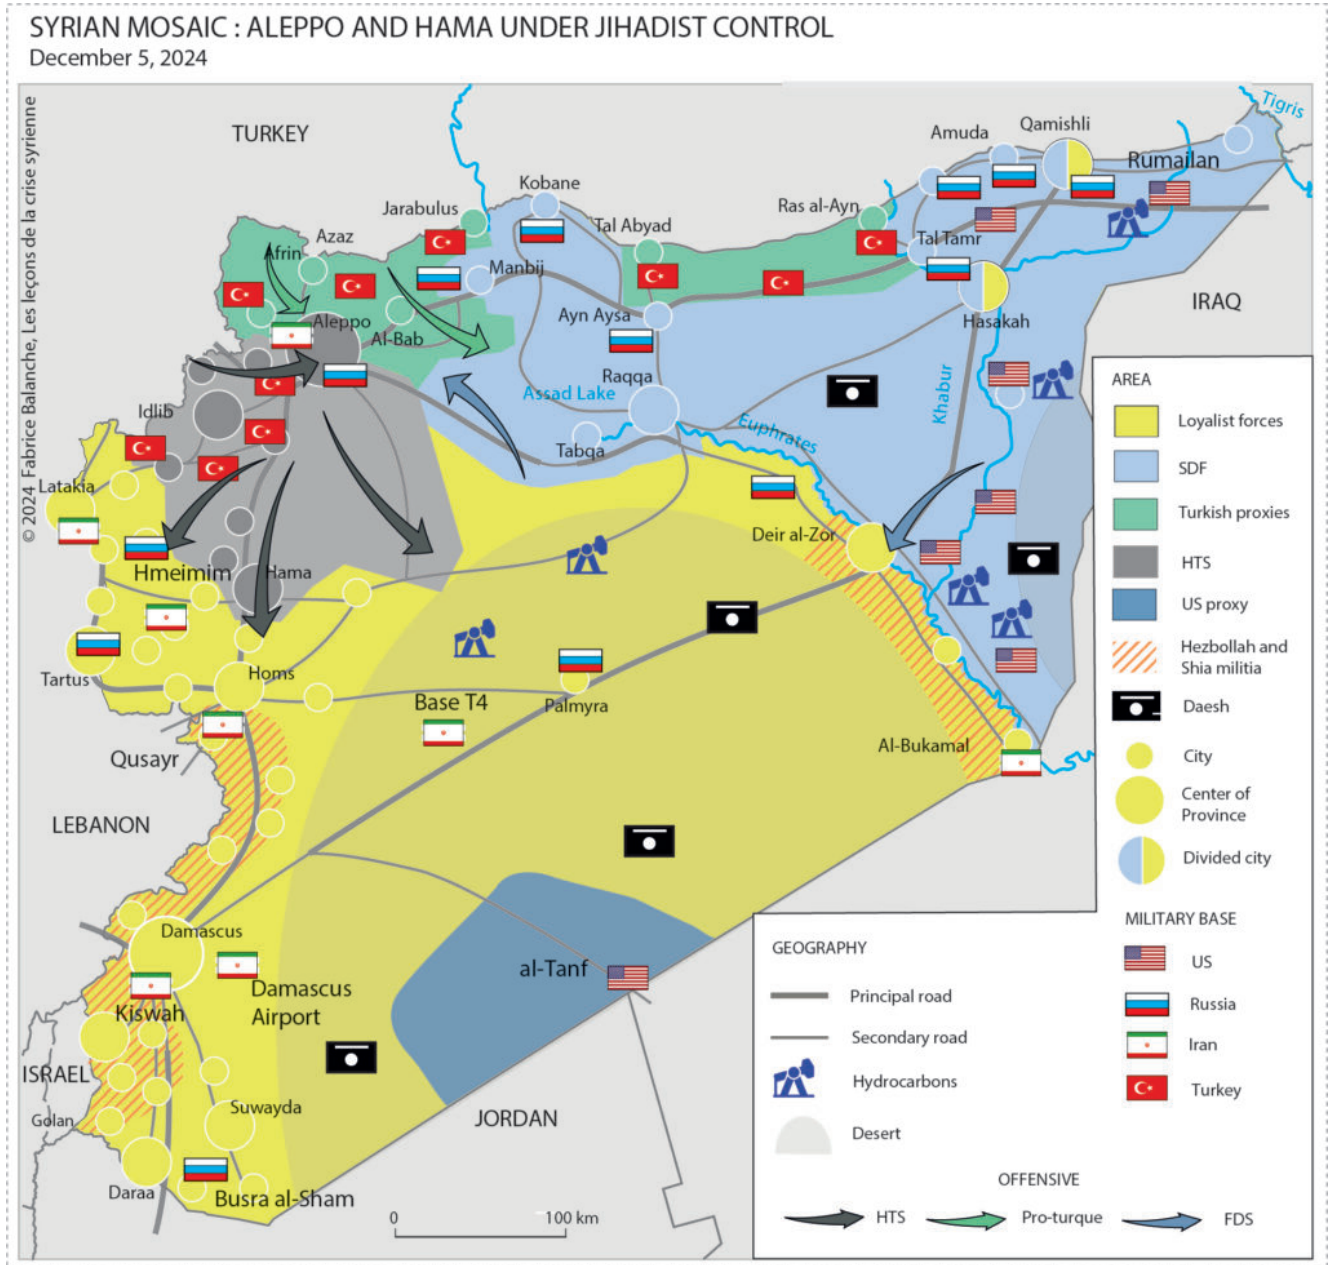 SYRIAN MOSAIC : ALEPPO AND HAMA UNDER JIHADIST CONTROL
December 5, 2024
© 2024 Fabrice Balanche, Les leçons de la crise syrienne
TURKEY
Tigris
Amuda
Qamishli
Rumailan
Kobane
Jarabulus
Ras al-Ayn
Tal Abyad
Azaz
Afrin
Manbij
Tal Tamr
IRAQ
Aleppo
Al-Bab
Ayn Aysa
Hasakah
Raqqa
Assad Lake
Khabur
Idlib
Euphrates
Tabqa
Latakia
Deir al-Zor
Hmeimim
Hama
Homs
Tartus
Base T4
Palmyra
Al-Bukamal
Qusayr
LEBANON
Damascus
al-Tanf
Damascus
Airport
Kiswah
ISRAEL
Suwayda
Golan
JORDAN
Daraa
Busra al-Sham
0
100 km
AREA
Loyalist forces
SDF
Turkish proxies
HTS
US proxy
Hezbollah and
Shia militia
Daesh
City
Center of
Province
Divided city
MILITARY BASE
US
Russia
Iran
Turkey
GEOGRAPHY
Principal road
Secondary road
Hydrocarbons
Desert
OFFENSIVE
HTS
Pro-turque
FDS